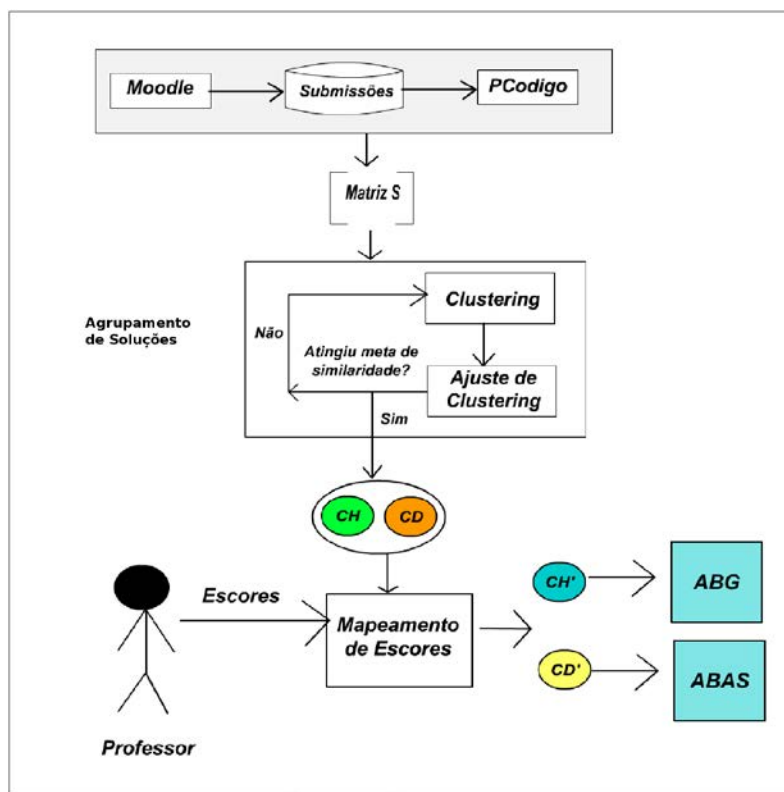 Moodle
Submissões
PCodigo
Matriz S
Agrupamento
de Soluções
Não
Clustering
Atingiu meta de
similaridade?
Ajuste de
Clustering
Sim
CH
CD
Escores
Mapeamento
de Escores
CH'
ABG
CD'
ABAS
Professor